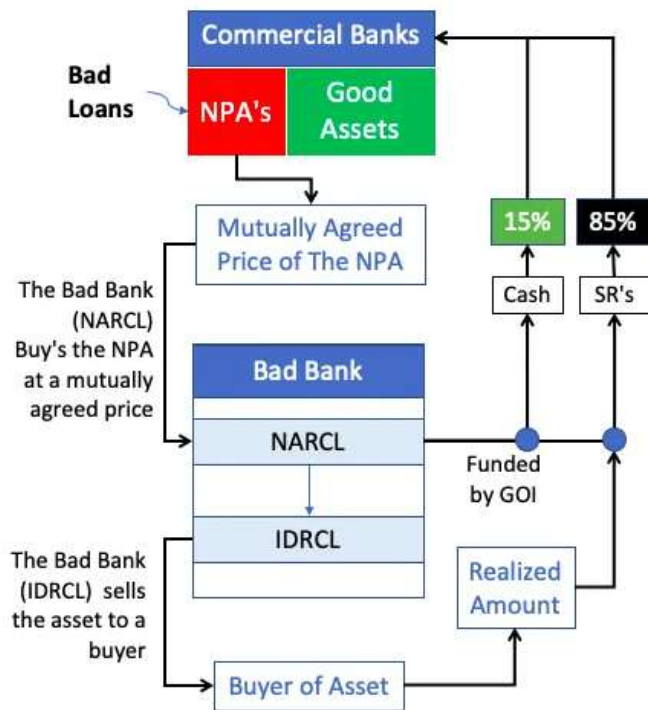 Commercial Banks
Bad
Loans
NPA's
Good
Assets
Mutually Agreed
Price of The NPA
15%
85%
Cash
SR's
The Bad Bank
(NARCL)
Buy's the NPA
at a mutually
agreed price
Bad Bank
NARCL
Funded
by GOI
IDRCL
The Bad Bank
(IDRCL) sells
the asset to a
buyer
Realized
Amount
Buyer of Asset